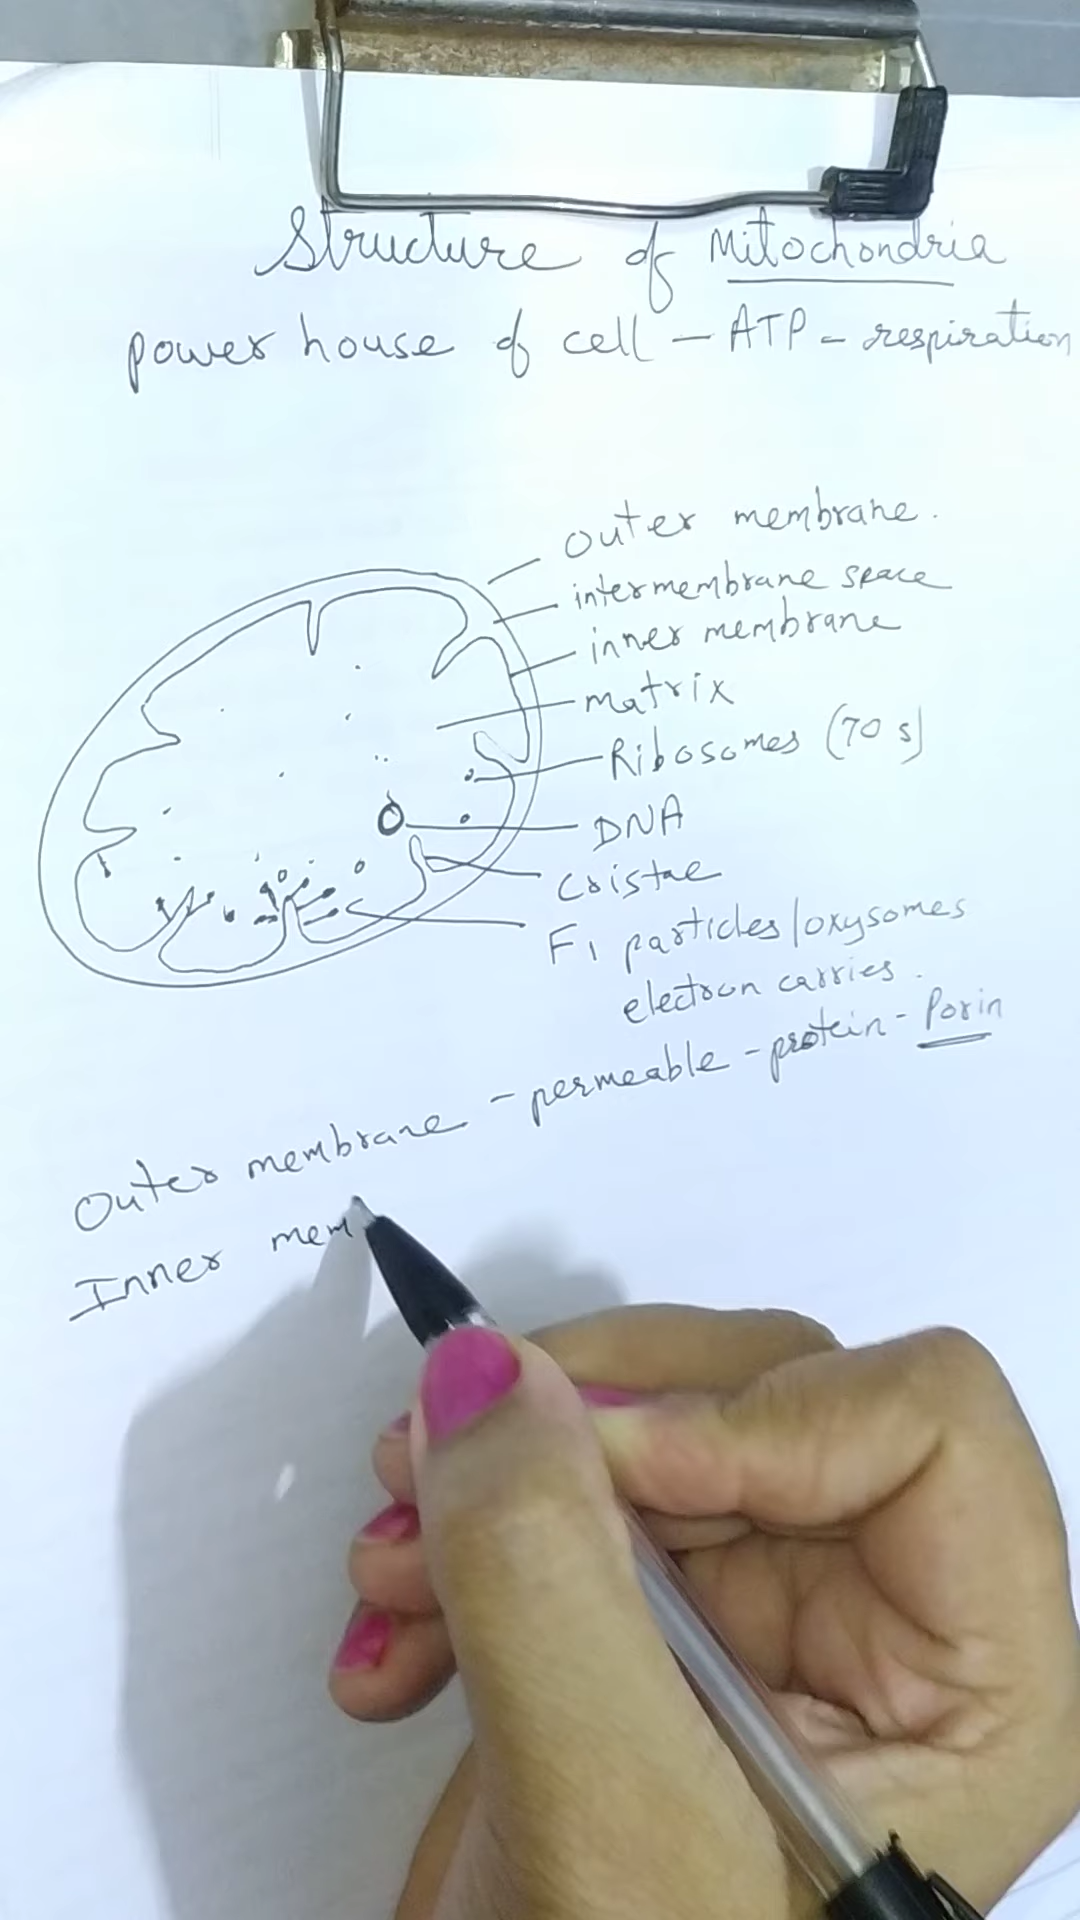 Structure of Mitochondria
power house of cell - ATP - respiration
outer membrane.
intermembrane space
inner membrane
matrix
Ribosomes (70 s)
DNA
cristae
F1 particles/oxysomes
electron carries.
Outer membrane - permeable - protein - Porin
Inner mem